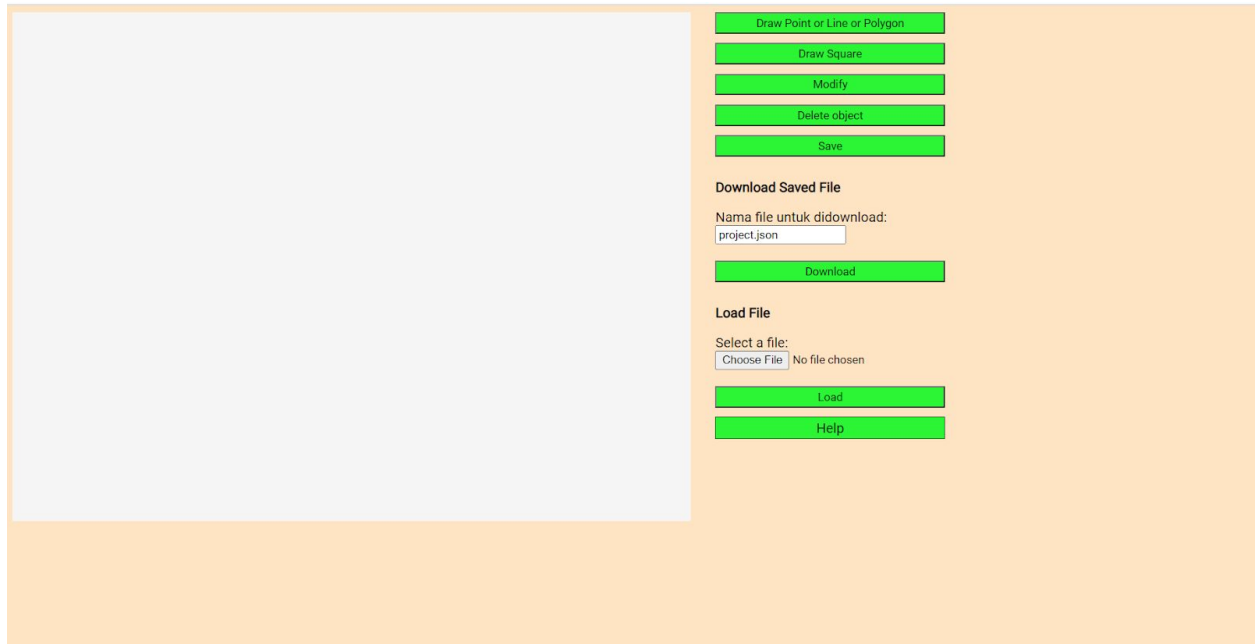 Draw Point or Line or Polygon
Draw Square
Modify
Delete object
Save
Download Saved File
Nama file untuk didownload:
project.json
Download
Load File
Select a file:
Choose File No file chosen
Load
Help